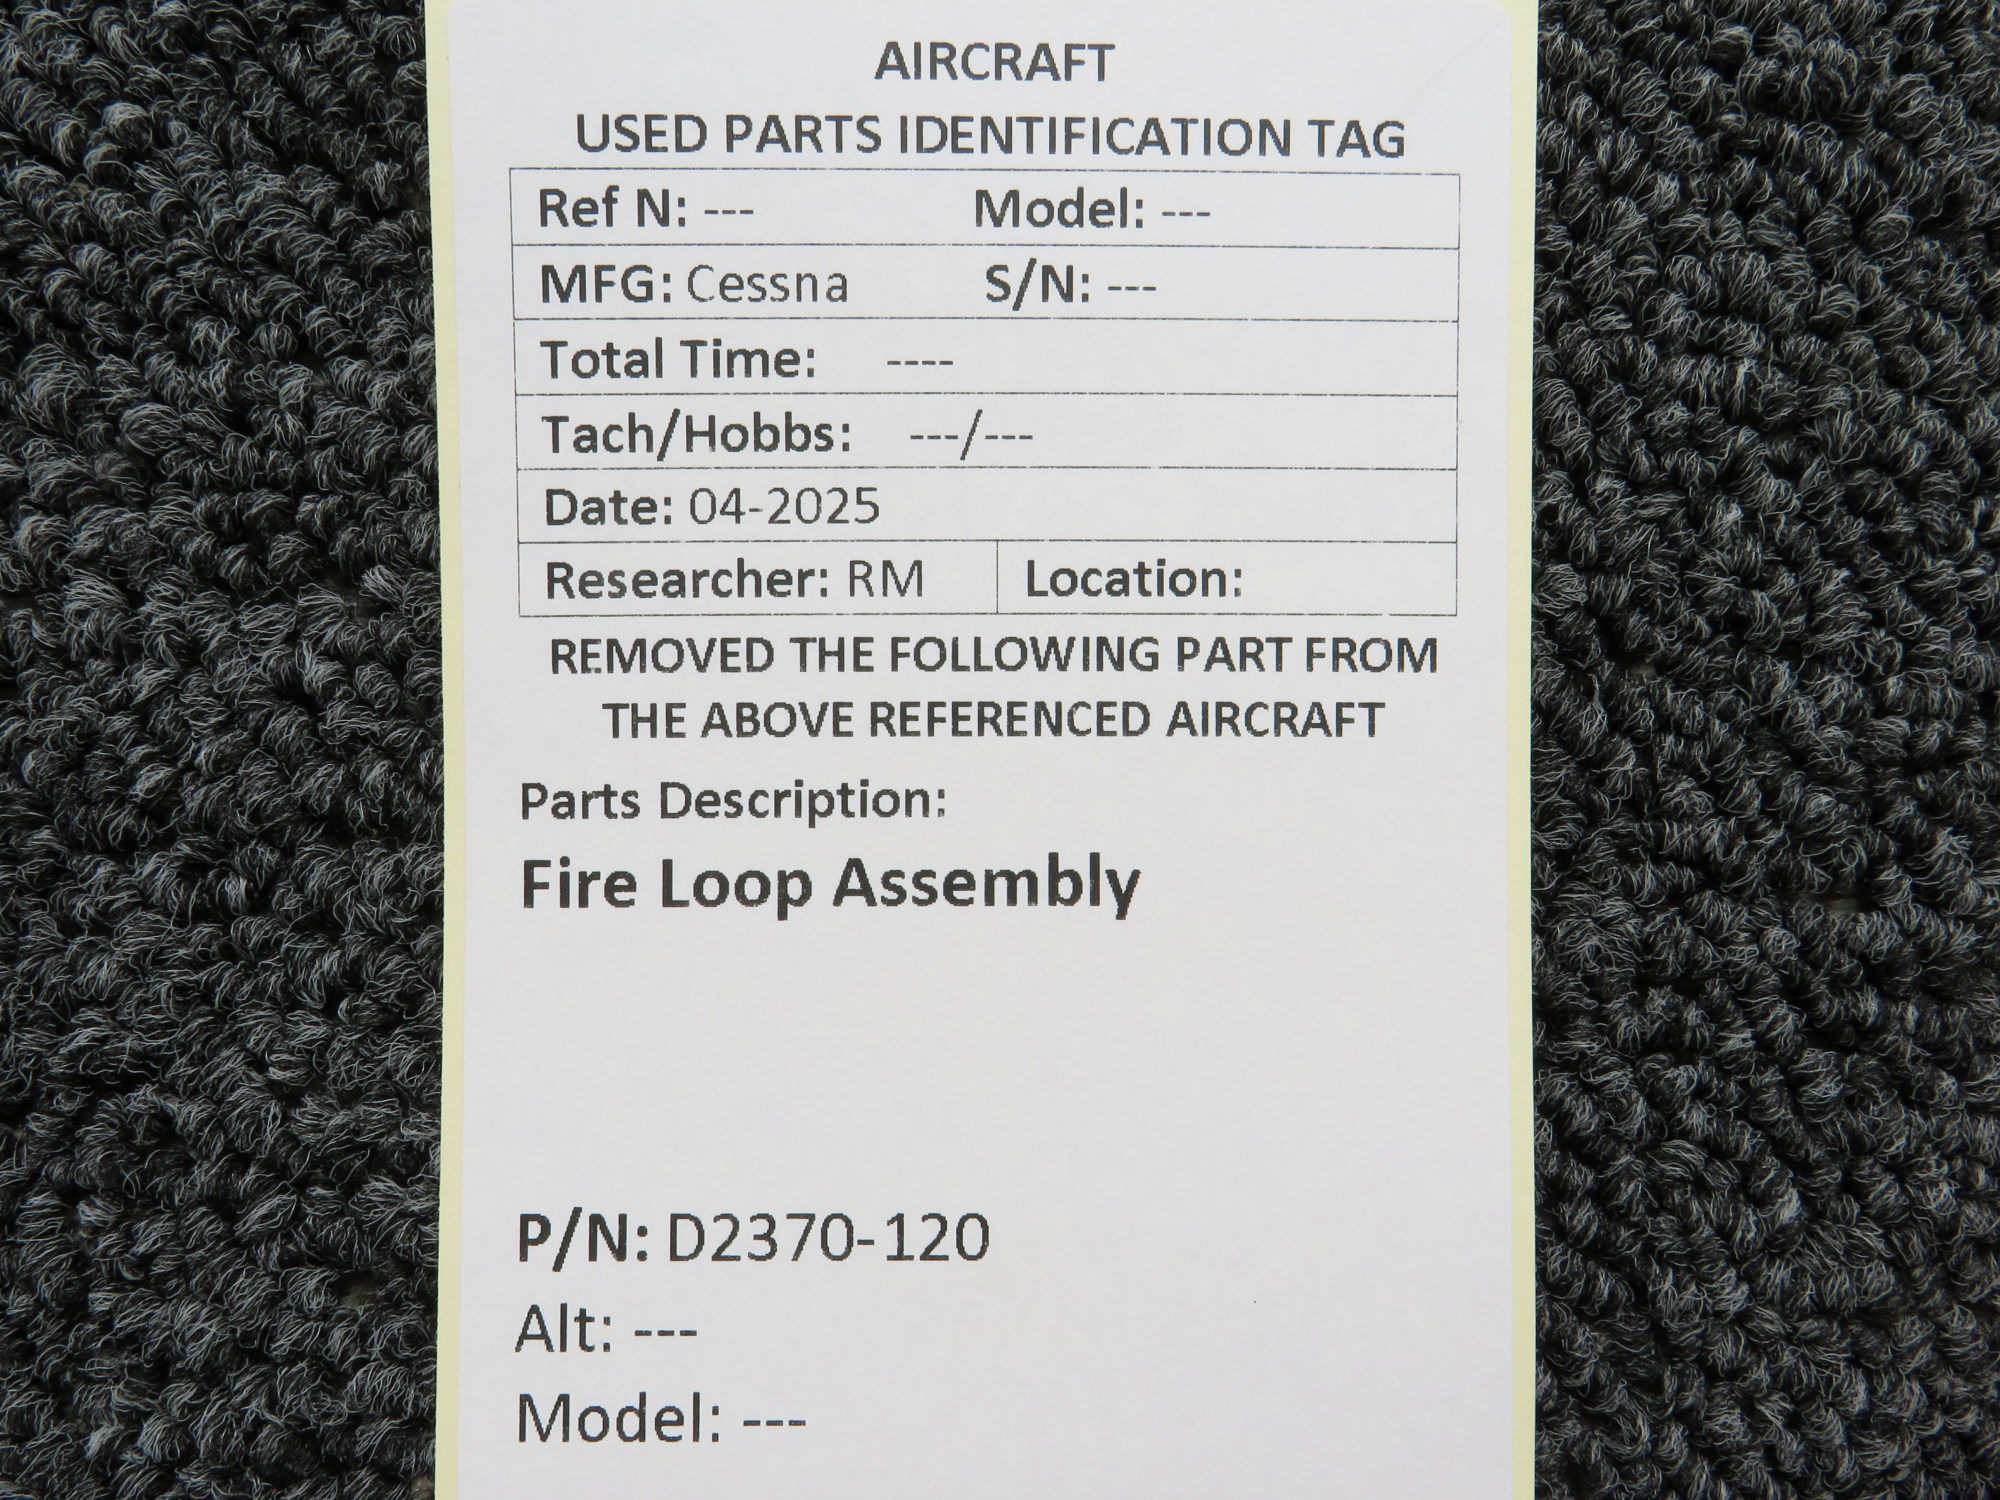 AIRCRAFT
USED PARTS IDENTIFICATION TAG
Ref N: --- Model: ---
MFG: Cessna S/N: ---
Total Time: ----
Tach/Hobbs: ---/---
Date: 04-2025
Researcher: RM Location:
REMOVED THE FOLLOWING PART FROM
THE ABOVE REFERENCED AIRCRAFT
Parts Description:
Fire Loop Assembly
P/N: D2370-120
Alt: ---
Model: ---